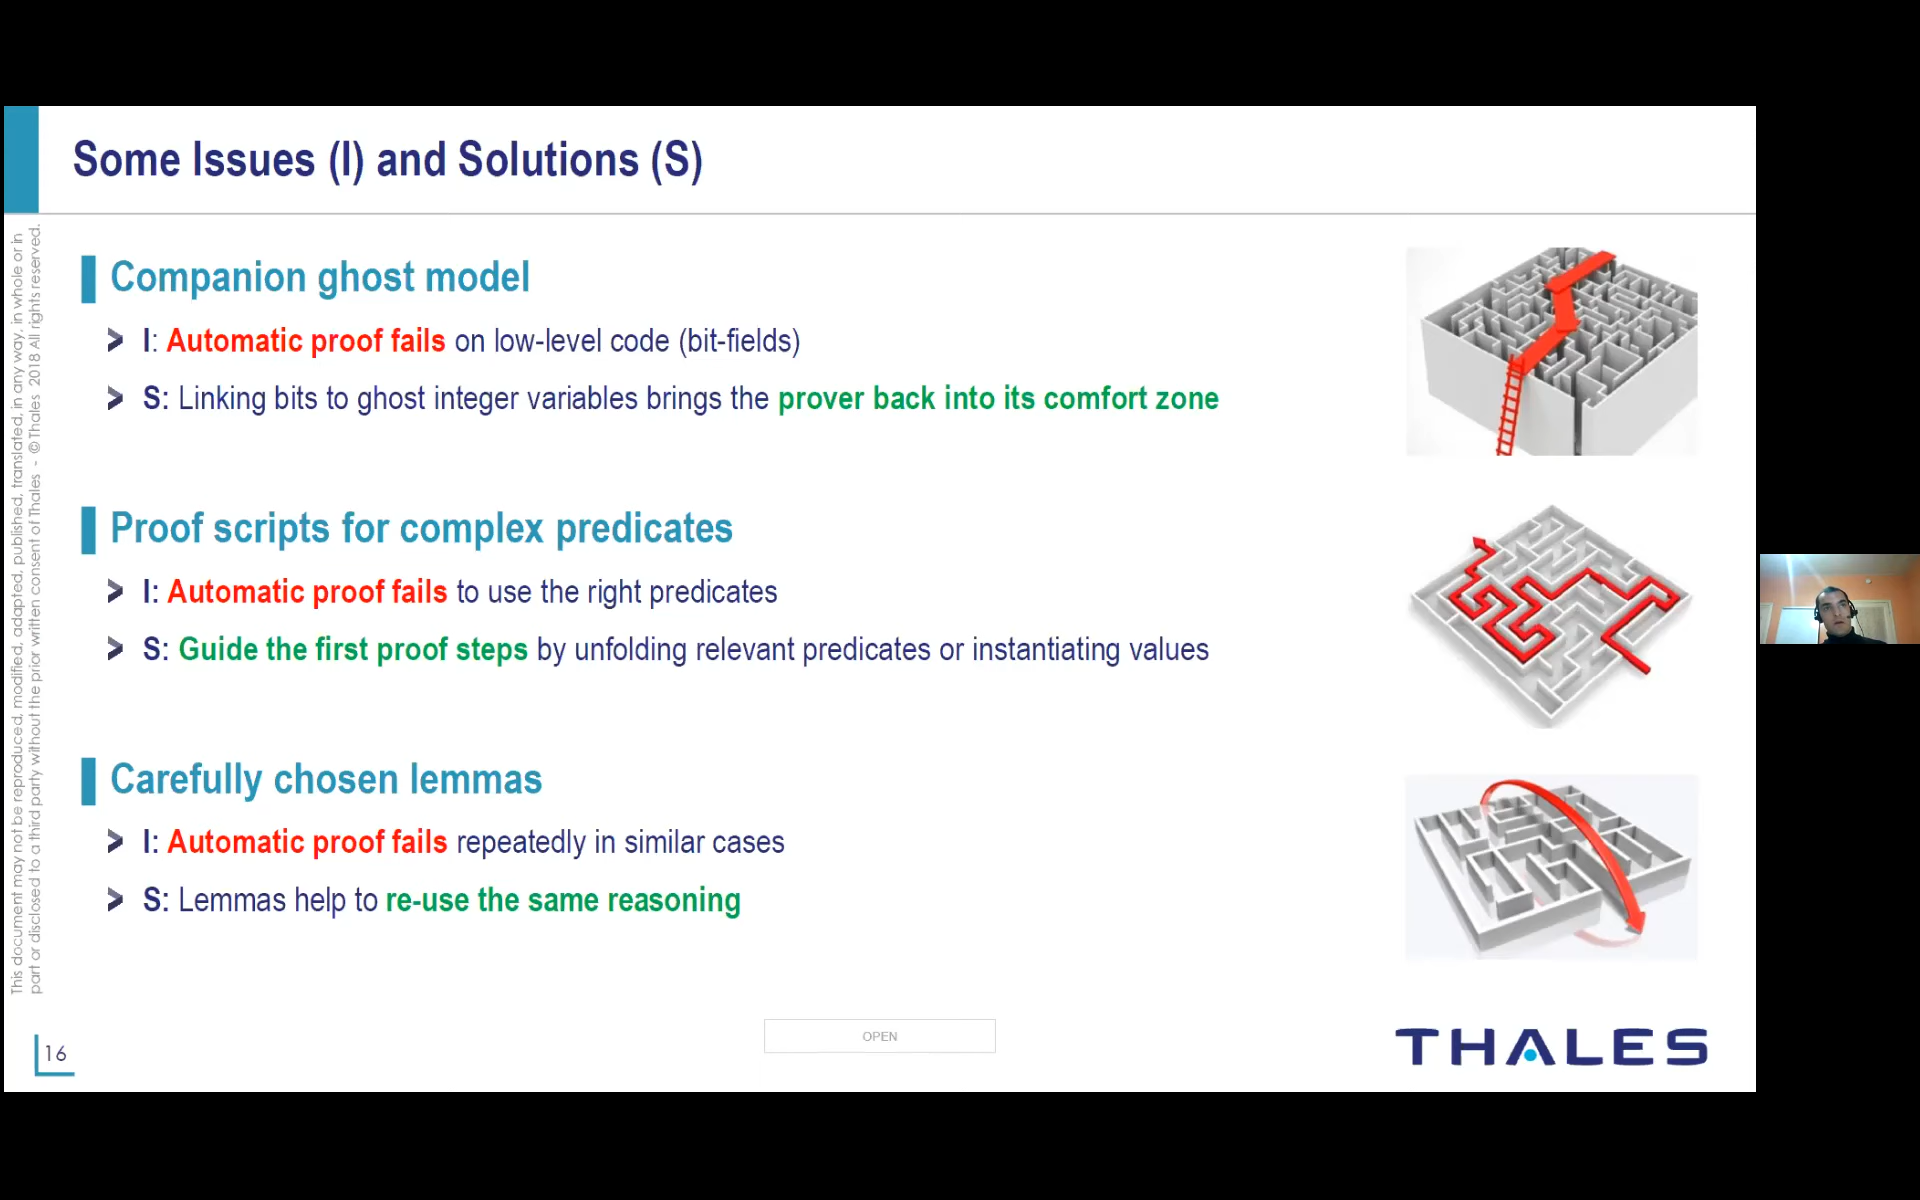 Some Issues (I) and Solutions (S)
Companion ghost model
I: Automatic proof fails on low-level code (bit-fields)
S: Linking bits to ghost integer variables brings the prover back into its comfort zone
Proof scripts for complex predicates
I: Automatic proof fails to use the right predicates
S: Guide the first proof steps by unfolding relevant predicates or instantiating values
Carefully chosen lemmas
I: Automatic proof fails repeatedly in similar cases
S: Lemmas help to re-use the same reasoning
This document may not be reproduced, modified, adapted, published, translated, in any way, in whole or in
part or disclosed to a third party without the prior written consent of Thales - © Thales 2018 All rights reserved.
16
OPEN
THALES